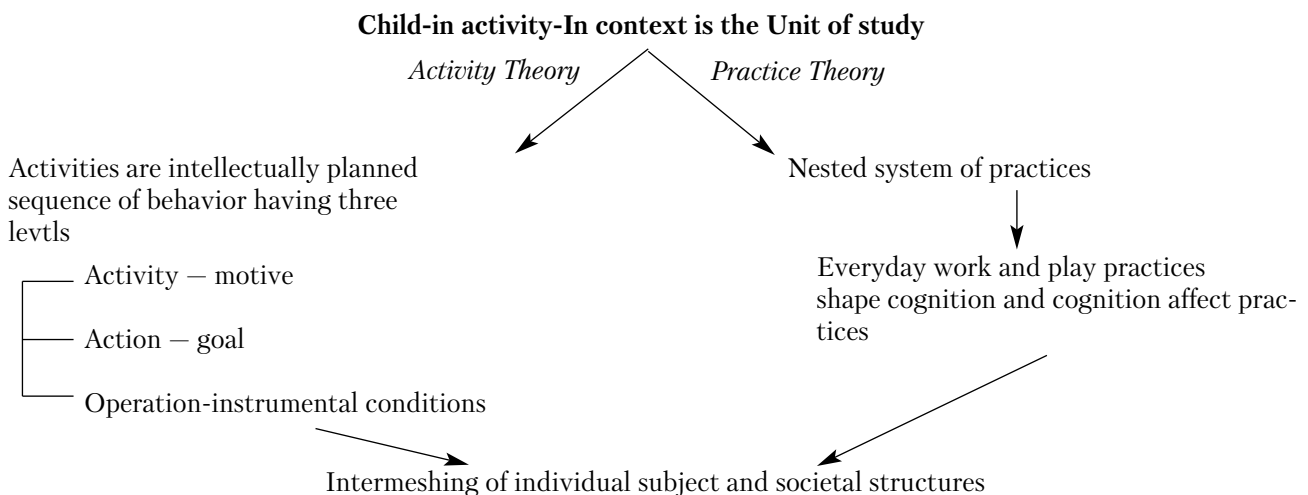 Child-in activity-In context is the Unit of study
Activity Theory
Practice Theory
Activities are intellectually planned
sequence of behavior having three
levtls
Activity — motive
Action — goal
Operation-instrumental conditions
Nested system of practices
Everyday work and play practices
shape cognition and cognition affect prac-
tices
Intermeshing of individual subject and societal structures